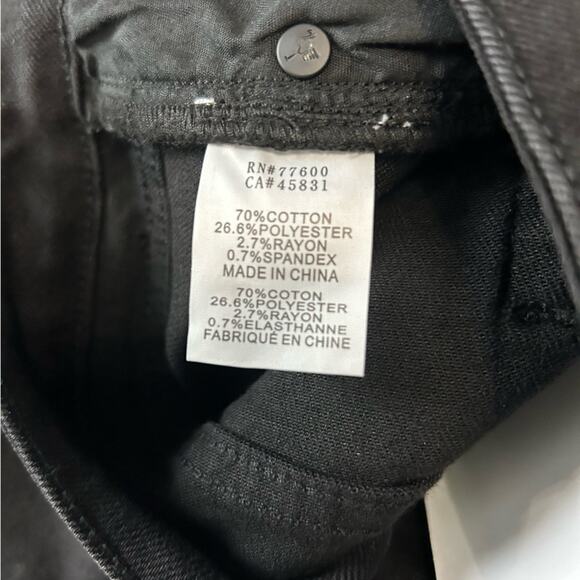 RN#77600
CA#45831
70%COTTON
26.6%POLYESTER
2.7%RAYON
0.7%SPANDEX
MADE IN CHINA
70%COTON
26.6%POLYESTER
2.7%RAYON
0.7%ELASTHANNE
FABRIQUÉ EN CHINE